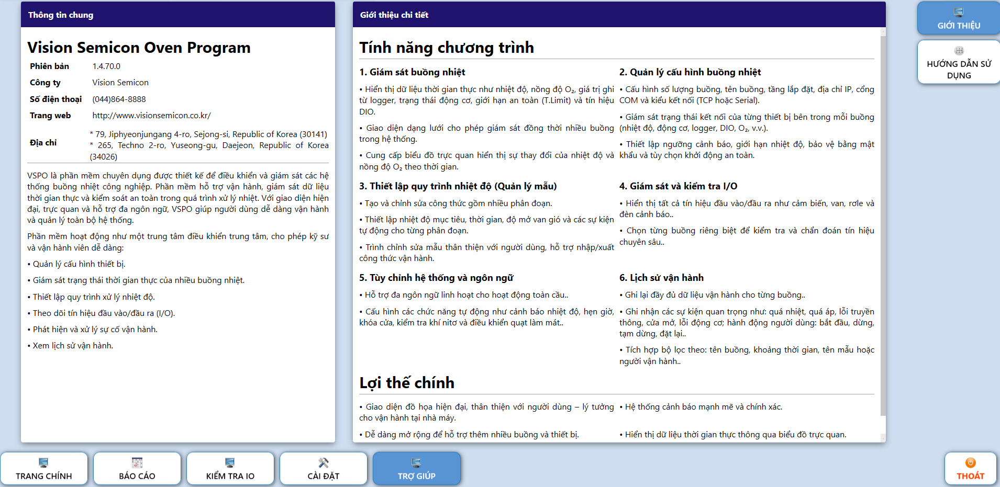 Thông tin chung
Vision Semicon Oven Program
Phiên bản 1.4.70.0
Công ty Vision Semicon
Số điện thoại (044)864-8888
Trang web http://www.visionsemicon.co.kr/
Địa chỉ
* 79, Jiphyeonjungang 4-ro, Sejong-si, Republic of Korea (30141)
* 265, Techno 2-ro, Yuseong-gu, Daejeon, Republic of Korea
(34026)
VSPO là phần mềm chuyên dụng được thiết kế để điều khiển và giám sát các hệ
thống buồng nhiệt công nghiệp. Phần mềm hỗ trợ vận hành, giám sát dữ liệu
thời gian thực và kiểm soát an toàn trong quá trình xử lý nhiệt. Với giao diện hiện
đại, trực quan và hỗ trợ đa ngôn ngữ, VSPO giúp người dùng dễ dàng vận hành
và quản lý toàn bộ hệ thống.
Phần mềm hoạt động như một trung tâm điều khiển trung tâm, cho phép kỹ sư
và vận hành viên dễ dàng:
• Quản lý cấu hình thiết bị.
• Giám sát trạng thái thời gian thực của nhiều buồng nhiệt.
• Thiết lập quy trình xử lý nhiệt độ.
• Theo dõi tín hiệu đầu vào/đầu ra (I/O).
• Phát hiện và xử lý sự cố vận hành.
• Xem lịch sử vận hành.
Giới thiệu chi tiết
Tính năng chương trình
1. Giám sát buồng nhiệt
• Hiển thị dữ liệu thời gian thực như nhiệt độ, nồng độ O₂, giá trị ghi
từ logger, trạng thái động cơ, giới hạn an toàn (T.Limit) và tín hiệu
DIO.
• Giao diện dạng lưới cho phép giám sát đồng thời nhiều buồng
trong hệ thống.
• Cung cấp biểu đồ trực quan hiển thị sự thay đổi của nhiệt độ và
nồng độ O₂ theo thời gian.
2. Quản lý cấu hình buồng nhiệt
• Cấu hình số lượng buồng, tên buồng, tầng lắp đặt, địa chỉ IP, cổng
COM và kiểu kết nối (TCP hoặc Serial).
• Giám sát trạng thái kết nối của từng thiết bị bên trong mỗi buồng
(nhiệt độ, động cơ, logger, DIO, O₂, v.v.).
• Thiết lập ngưỡng cảnh báo, giới hạn nhiệt độ, bảo vệ bằng mật
khẩu và tùy chọn khởi động an toàn.
3. Thiết lập quy trình nhiệt độ (Quản lý mẫu)
• Tạo và chỉnh sửa công thức gồm nhiều phân đoạn.
• Thiết lập nhiệt độ mục tiêu, thời gian, độ mở van gió và các sự kiện
tự động cho từng phân đoạn.
• Trình chỉnh sửa mẫu thân thiện với người dùng, hỗ trợ nhập/xuất
công thức vận hành.
4. Giám sát và kiểm tra I/O
• Hiển thị tất cả tín hiệu đầu vào/đầu ra như cảm biến, van, rơle và
đèn cảnh báo..
• Chọn từng buồng riêng biệt để kiểm tra và chẩn đoán tín hiệu
chuyên sâu..
5. Tùy chỉnh hệ thống và ngôn ngữ
• Hỗ trợ đa ngôn ngữ linh hoạt cho hoạt động toàn cầu..
• Cấu hình các chức năng tự động như cảnh báo nhiệt độ, hẹn giờ,
khóa cửa, kiểm tra khí nitơ và điều khiển quạt làm mát..
6. Lịch sử vận hành
• Ghi lại đầy đủ dữ liệu vận hành cho từng buồng..
• Ghi nhận các sự kiện quan trọng như: quá nhiệt, quá áp, lỗi truyền
thông, cửa mở, lỗi động cơ; hành động người dùng: bắt đầu, dừng,
tạm dừng, đặt lại..
• Tích hợp bộ lọc theo: tên buồng, khoảng thời gian, tên mẫu hoặc
người vận hành..
Lợi thế chính
• Giao diện đồ họa hiện đại, thân thiện với người dùng – lý tưởng
cho vận hành tại nhà máy.
• Hệ thống cảnh báo mạnh mẽ và chính xác.
• Dễ dàng mở rộng để hỗ trợ thêm nhiều buồng và thiết bị.
• Hiển thị dữ liệu thời gian thực thông qua biểu đồ trực quan.
GIỚI THIỆU
HƯỚNG DẪN SỬ
DỤNG
TRANG CHÍNH
BÁO CÁO
KIỂM TRA IO
CÀI ĐẶT
TRỢ GIÚP
THOÁT